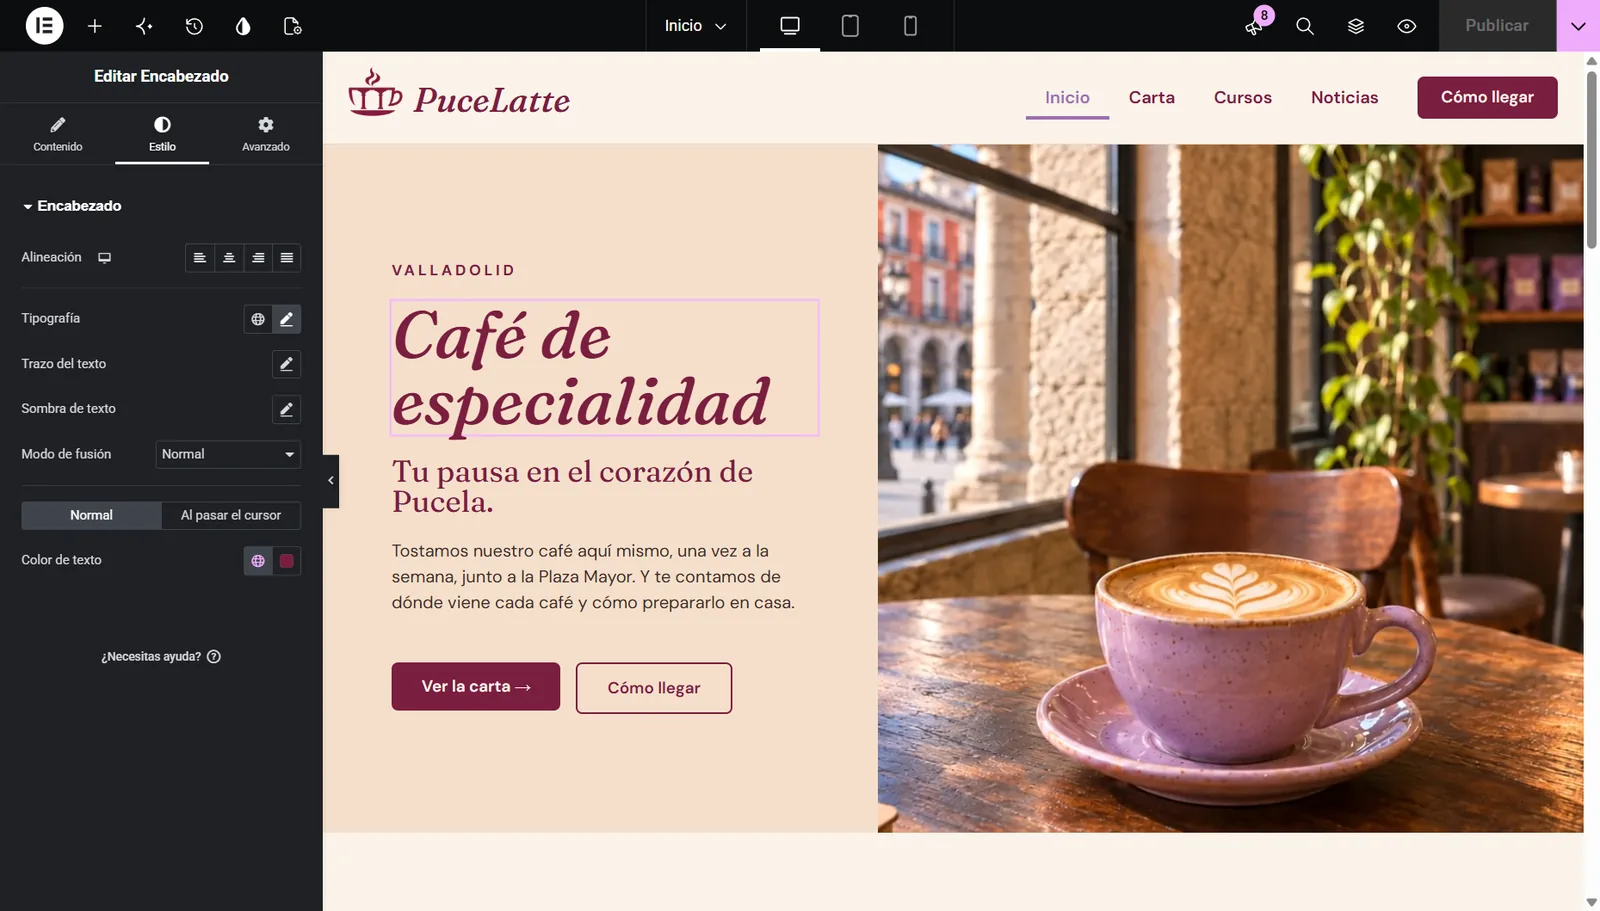 Inicio
8
Publicar
Editar Encabezado
Contenido
Estilo
Avanzado
Encabezado
Alineación
Tipografía
Trazo del texto
Sombra de texto
Modo de fusión
Normal
Normal
Al pasar el cursor
Color de texto
¿Necesitas ayuda?
PuceLatte
Inicio
Carta
Cursos
Noticias
Cómo llegar
VALLADOLID
Café de
especialidad
Tu pausa en el corazón de
Pucela.
Tostamos nuestro café aquí mismo, una vez a la
semana, junto a la Plaza Mayor. Y te contamos de
dónde viene cada café y cómo prepararlo en casa.
Ver la carta →
Cómo llegar